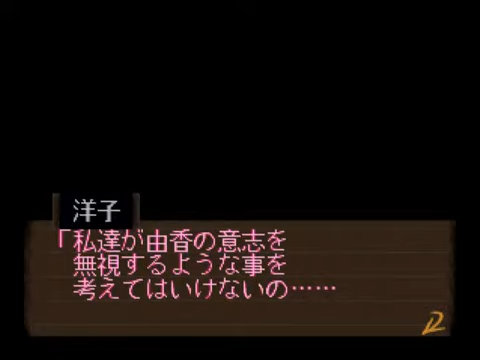 洋子
「私達が由香の意志を
無視するような事を
考えてはいけないの……